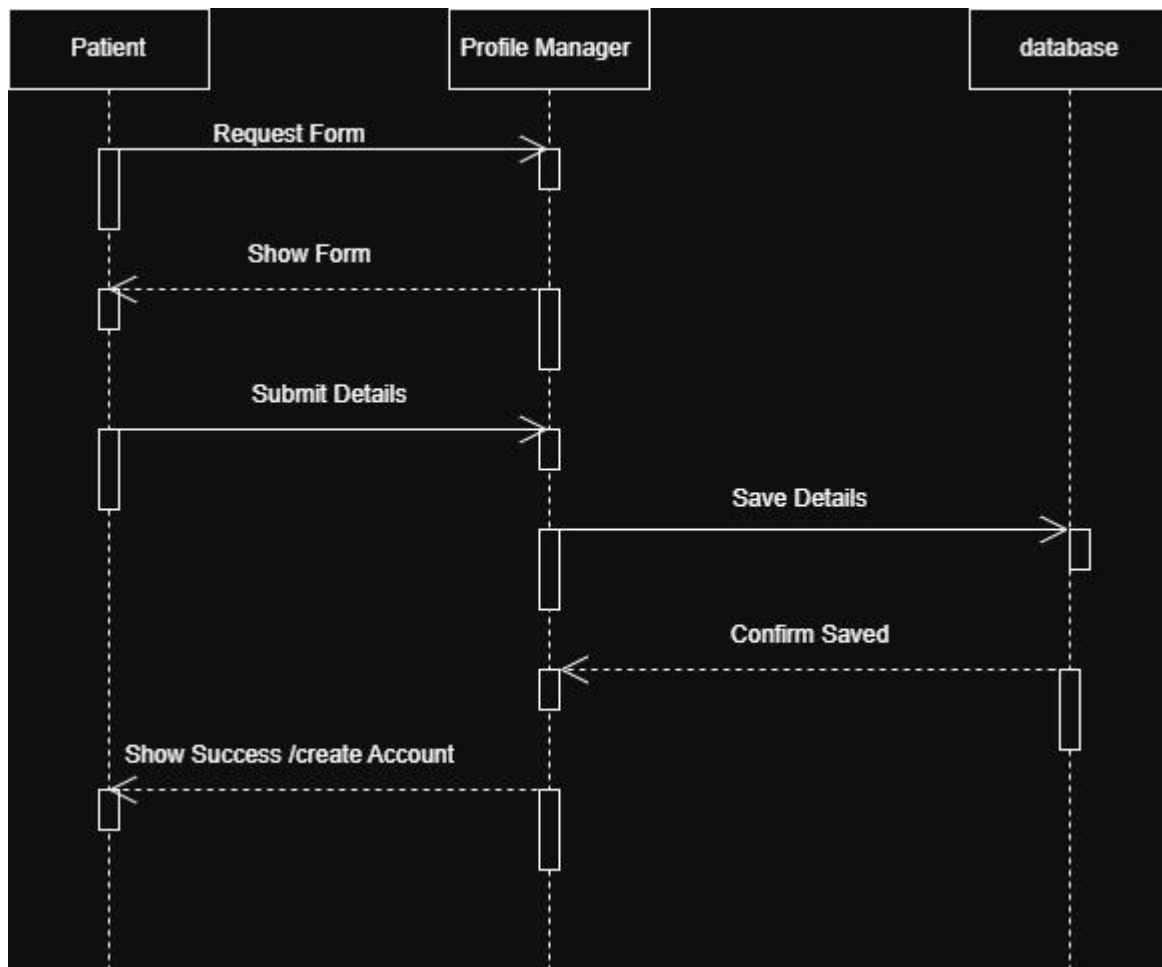 Patient
Profile Manager
database
Request Form
Show Form
Submit Details
Save Details
Confirm Saved
Show Success /create Account